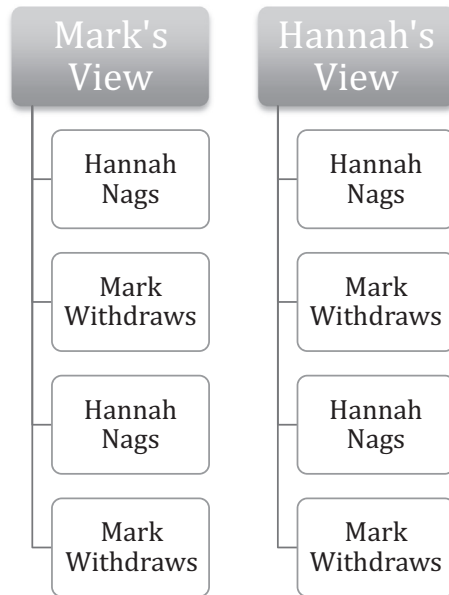 Mark's
View
Hannah
Nags
Mark
Withdraws
Hannah
Nags
Mark
Withdraws
Hannah's
View
Hannah
Nags
Mark
Withdraws
Hannah
Nags
Mark
Withdraws